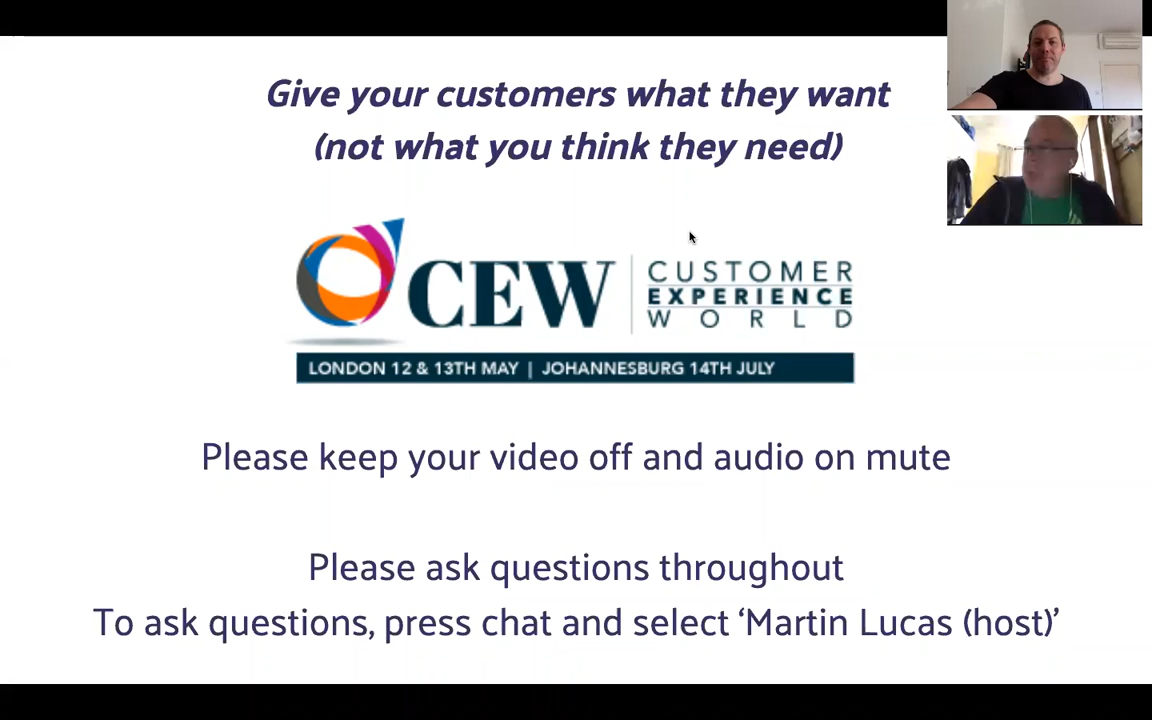 Give your customers what they want
(not what you think they need)
CEW
CUSTOMER
EXPERIENCE
WORLD
LONDON 12 & 13TH MAY | JOHANNESBURG 14TH JULY
Please keep your video off and audio on mute
Please ask questions throughout
To ask questions, press chat and select ‘Martin Lucas (host)’